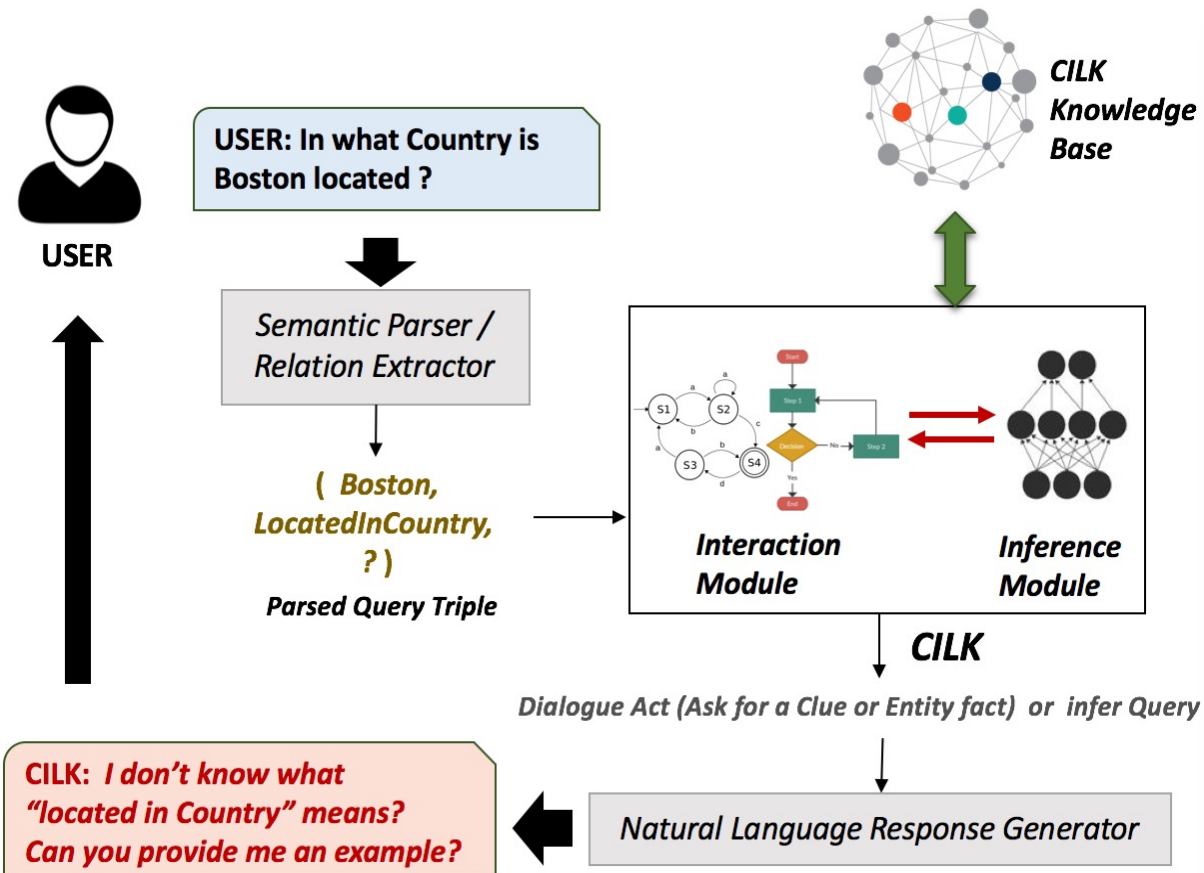 CILK
Knowledge
Base
USER: In what Country is
Boston located ?
USER
Semantic Parser /
Relation Extractor
( Boston,
LocatedInCountry,
? )
Parsed Query Triple
S1
a
S2
a
b
c
a
S3
b
S4
d
Start
Step 1
Decision
No
Step 2
Yes
End
Interaction
Module
Inference
Module
CILK
Dialogue Act (Ask for a Clue or Entity fact) or infer Query
Natural Language Response Generator
CILK: I don't know what
“located in Country” means?
Can you provide me an example?